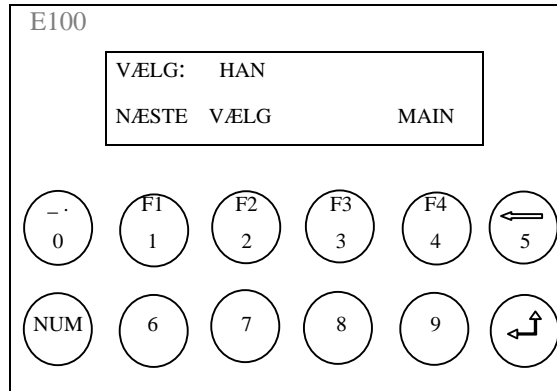 E100
VÆLG: HAN
NÆSTE VÆLG MAIN
_ . F1 F2 F3 F4
0 1 2 3 4 5
NUM 6 7 8 9